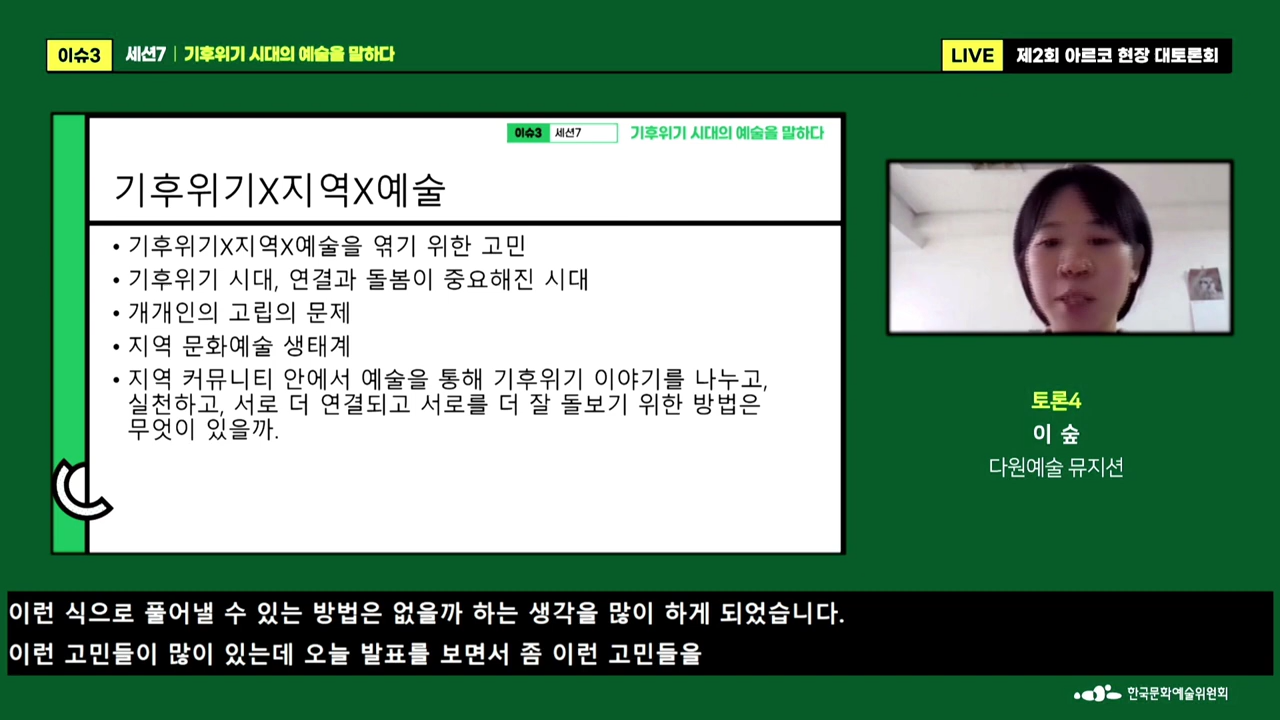 이슈3 세션7 | 기후위기 시대의 예술을 말하다
LIVE 제2회 아르코 현장 대토론회
이슈3 세션7 기후위기 시대의 예술을 말하다
기후위기X지역X예술
• 기후위기X지역X예술을 엮기 위한 고민
• 기후위기 시대, 연결과 돌봄이 중요해진 시대
• 개개인의 고립의 문제
• 지역 문화예술 생태계
• 지역 커뮤니티 안에서 예술을 통해 기후위기 이야기를 나누고,
실천하고, 서로 더 연결되고 서로를 더 잘 돌보기 위한 방법은
무엇이 있을까.
토론4
이 숲
다원예술 뮤지션
이런 식으로 풀어낼 수 있는 방법은 없을까 하는 생각을 많이 하게 되었습니다.
이런 고민들이 많이 있는데 오늘 발표를 보면서 좀 이런 고민들을
한국문화예술위원회